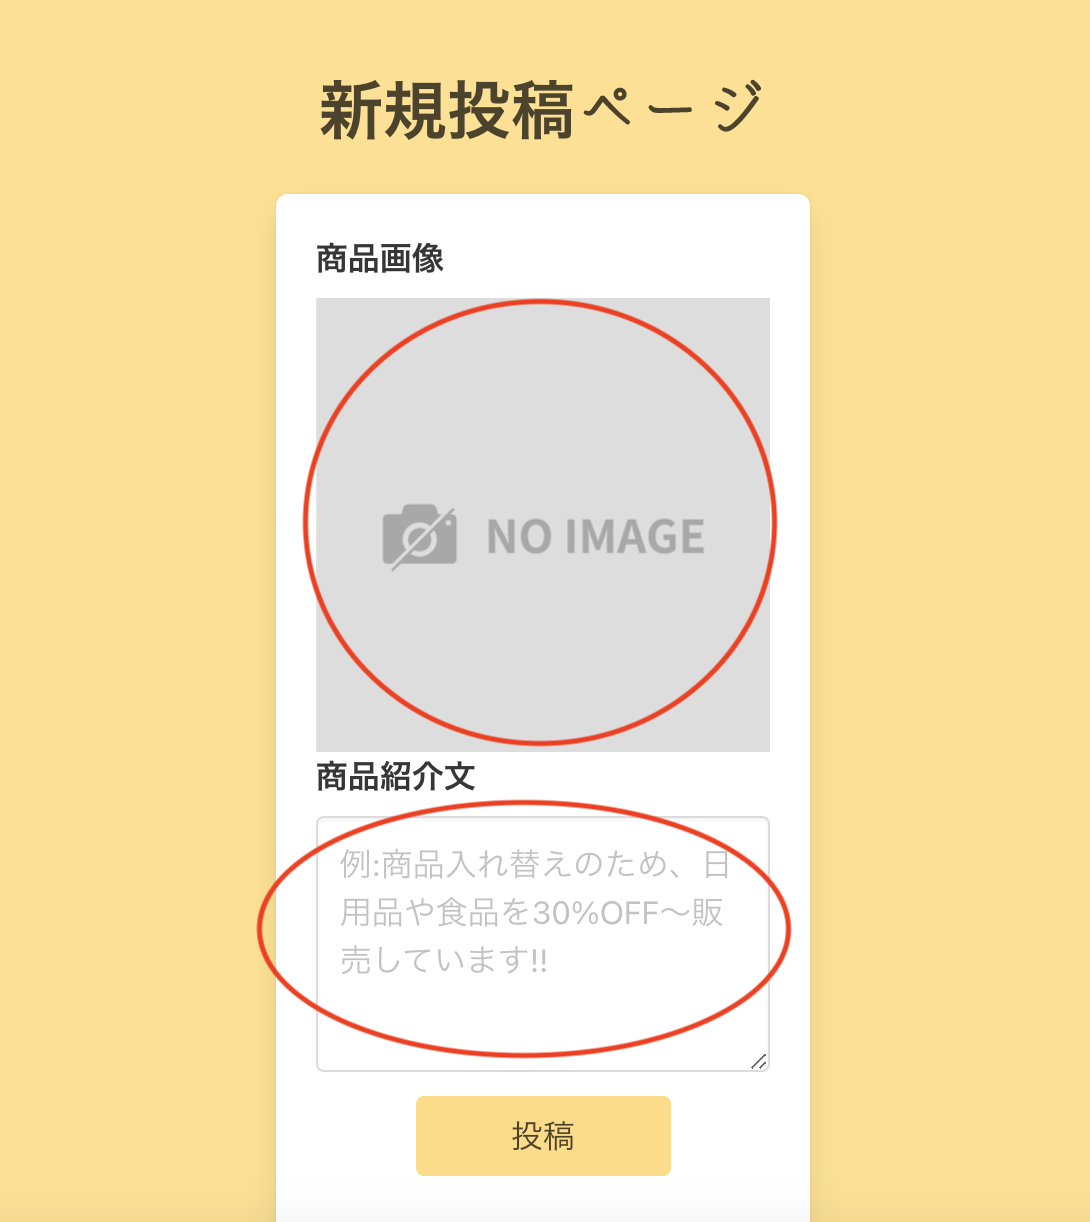 新規投稿ページ
商品画像
NO IMAGE
商品紹介文
例:商品入れ替えのため、日
用品や食品を30%OFF〜販
売しています!!
投稿